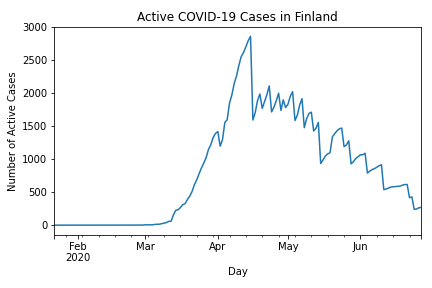 Active COVID-19 Cases in Finland
Number of Active Cases
3000
2500
2000
1500
1000
500
0
Feb
2020
Mar
Apr
May
Jun
Day